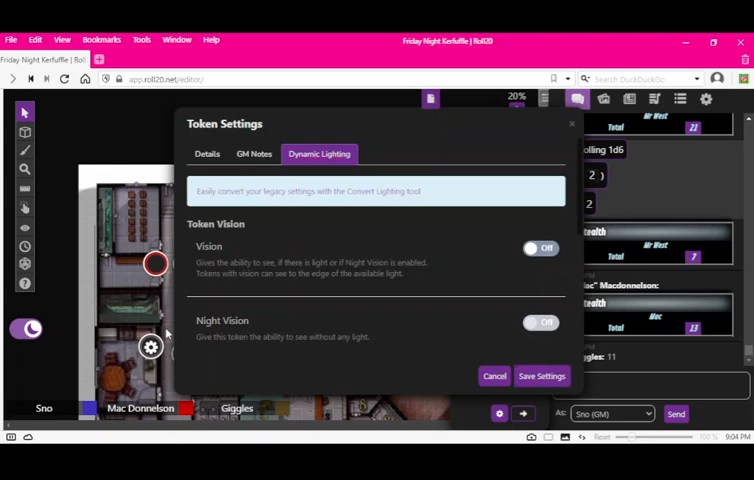 File Edit View Bookmarks Tools Window Help
Friday Night Kerfuffle | Roll20
Friday Night Kerfuffle | Roll
app.roll20.net/editor/
Search DuckDuckGo
20%
Token Settings
Details GM Notes Dynamic Lighting
Easily convert your legacy settings with the Convert Lighting tool
Token Vision
Vision
Off
Gives the ability to see, if there is light or if Night Vision is enabled.
Tokens with vision can see to the edge of the available light.
Night Vision
Off
Give this token the ability to see without any light.
Cancel Save Settings
Mr West
Total 21
olling 1d6
2 )
2
tealth
Mr West
Total 7
" Macdonnelson:
tealth
Mac
Total 13
ggles: 11
Sno Mac Donnelson Giggles
As: Sno (GM) Send
Reset 100 % 9:04 PM